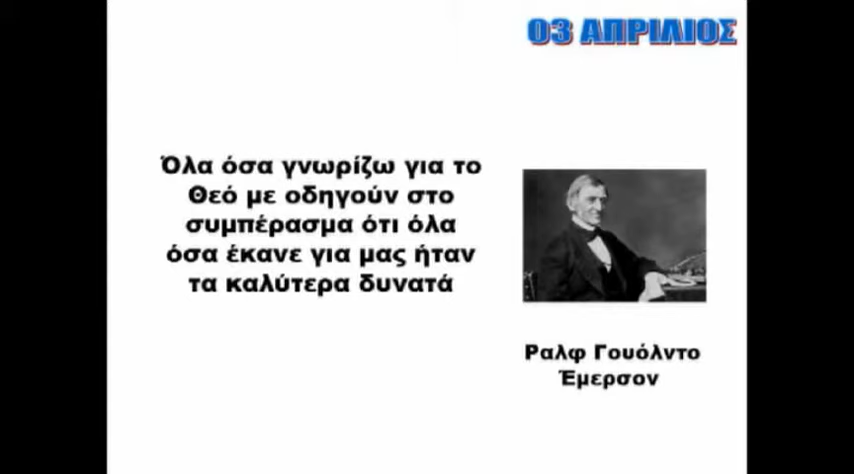 03 ΑΠΡΙΛΙΟΣ
Όλα όσα γνωρίζω για το
Θεό με οδηγούν στο
συμπέρασμα ότι όλα
όσα έκανε για μας ήταν
τα καλύτερα δυνατά
Ραλφ Γουόλντο
Έμερσον